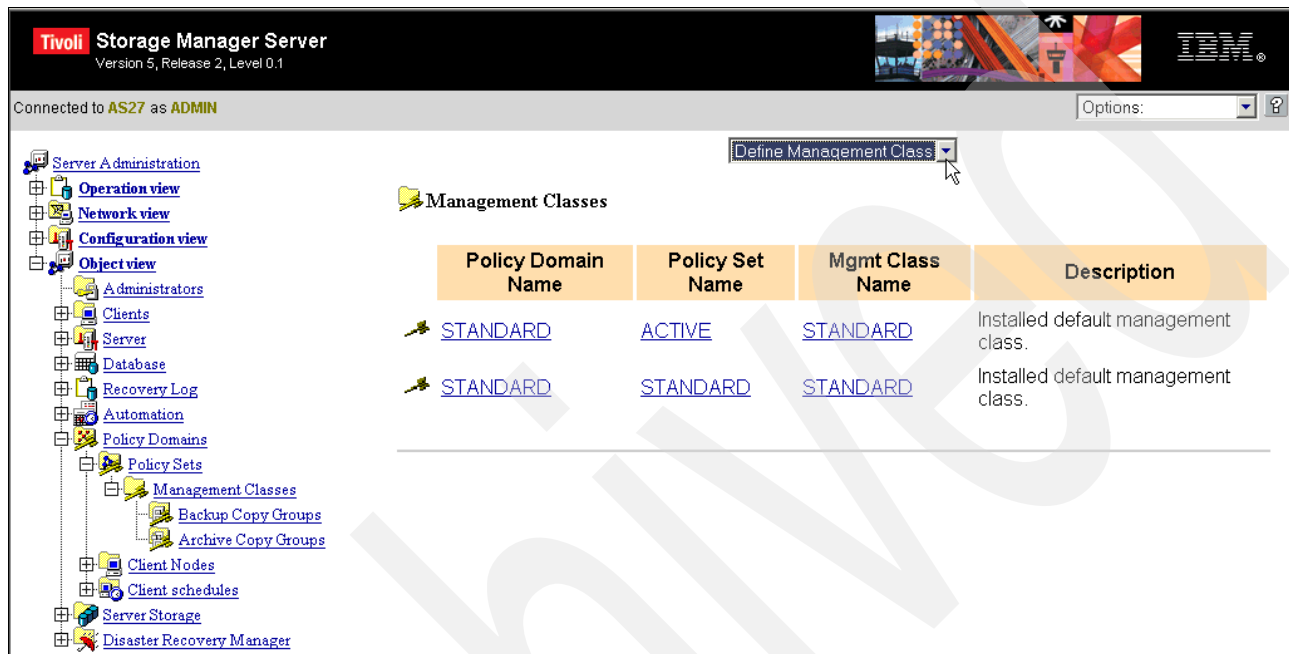 Tivoli Storage Manager Server
Version 5, Release 2, Level 0.1
IBM®
Connected to AS27 as ADMIN
Options:
?
Define Management Class
Server Administration
Operation view
Network view
Configuration view
Object view
Administrators
Clients
Server
Database
Recovery Log
Automation
Policy Domains
Policy Sets
Management Classes
Backup Copy Groups
Archive Copy Groups
Client Nodes
Client schedules
Server Storage
Disaster Recovery Manager
Management Classes
Policy Domain Name
Policy Set Name
Mgmt Class Name
Description
STANDARD ACTIVE STANDARD Installed default management
class.
STANDARD STANDARD STANDARD Installed default management
class.
hived